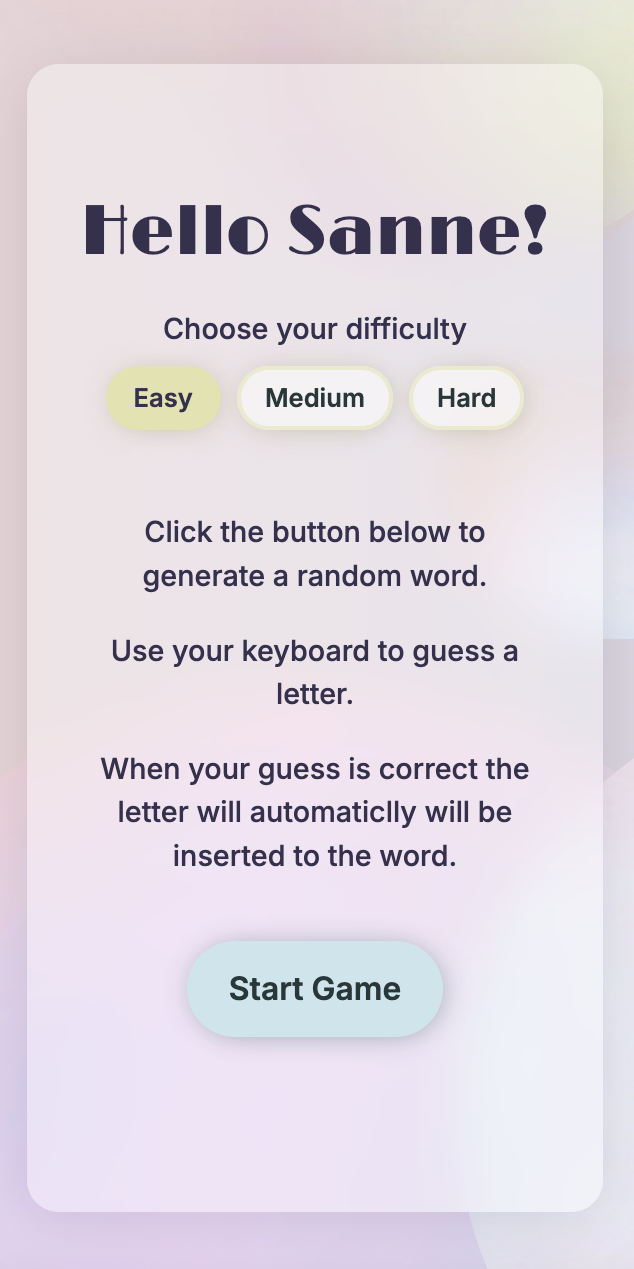 Hello Sanne!
Choose your difficulty
Easy Medium Hard
Click the button below to
generate a random word.
Use your keyboard to guess a
letter.
When your guess is correct the
letter will automaticlly will be
inserted to the word.
Start Game